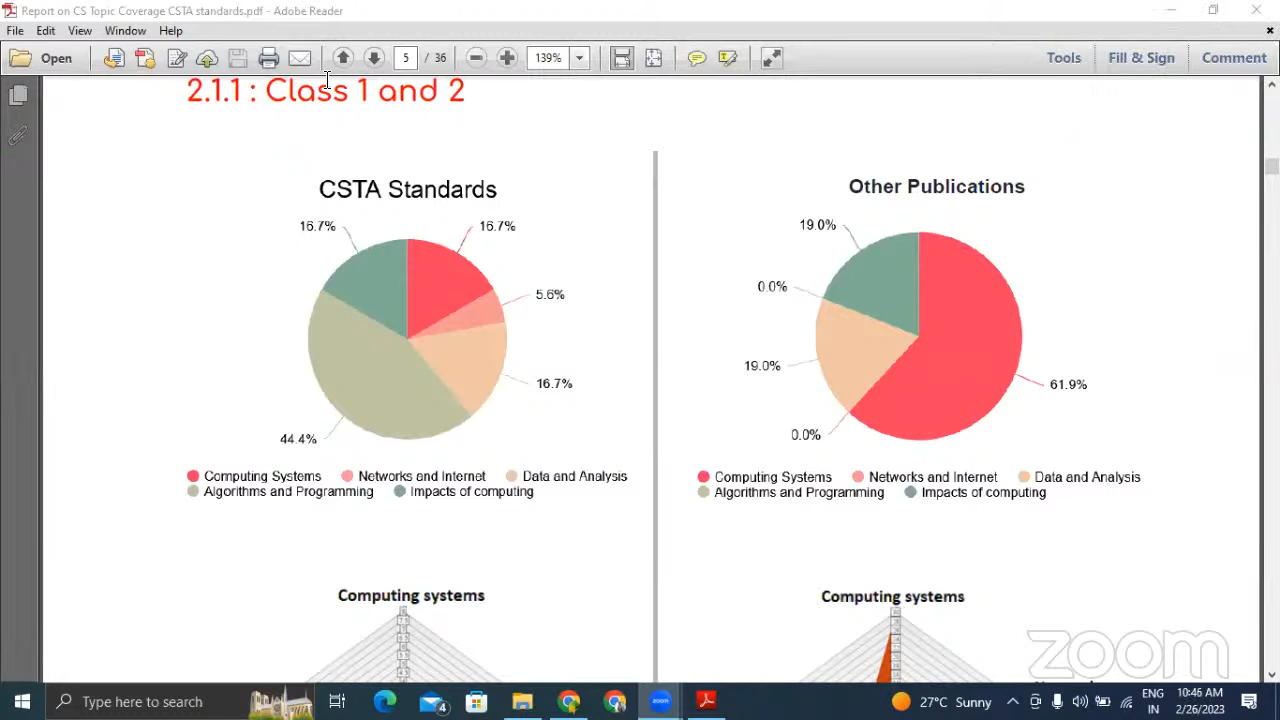 Report on CS Topic Coverage CSTA standards.pdf - Adobe Reader
File Edit View Window Help
Open 5 / 36 139% Tools Fill & Sign Comment
2.1.1 : Class 1 and 2
CSTA Standards
16.7% 16.7%
5.6%
16.7%
44.4%
Computing Systems Networks and Internet Data and Analysis
Algorithms and Programming Impacts of computing
Other Publications
19.0%
0.0%
19.0%
61.9%
0.0%
Computing Systems Networks and Internet Data and Analysis
Algorithms and Programming Impacts of computing
Computing systems
Computing systems
zoom
Type here to search
4
zoom
27°C Sunny
ENG
IN
10:46 AM
2/26/2023